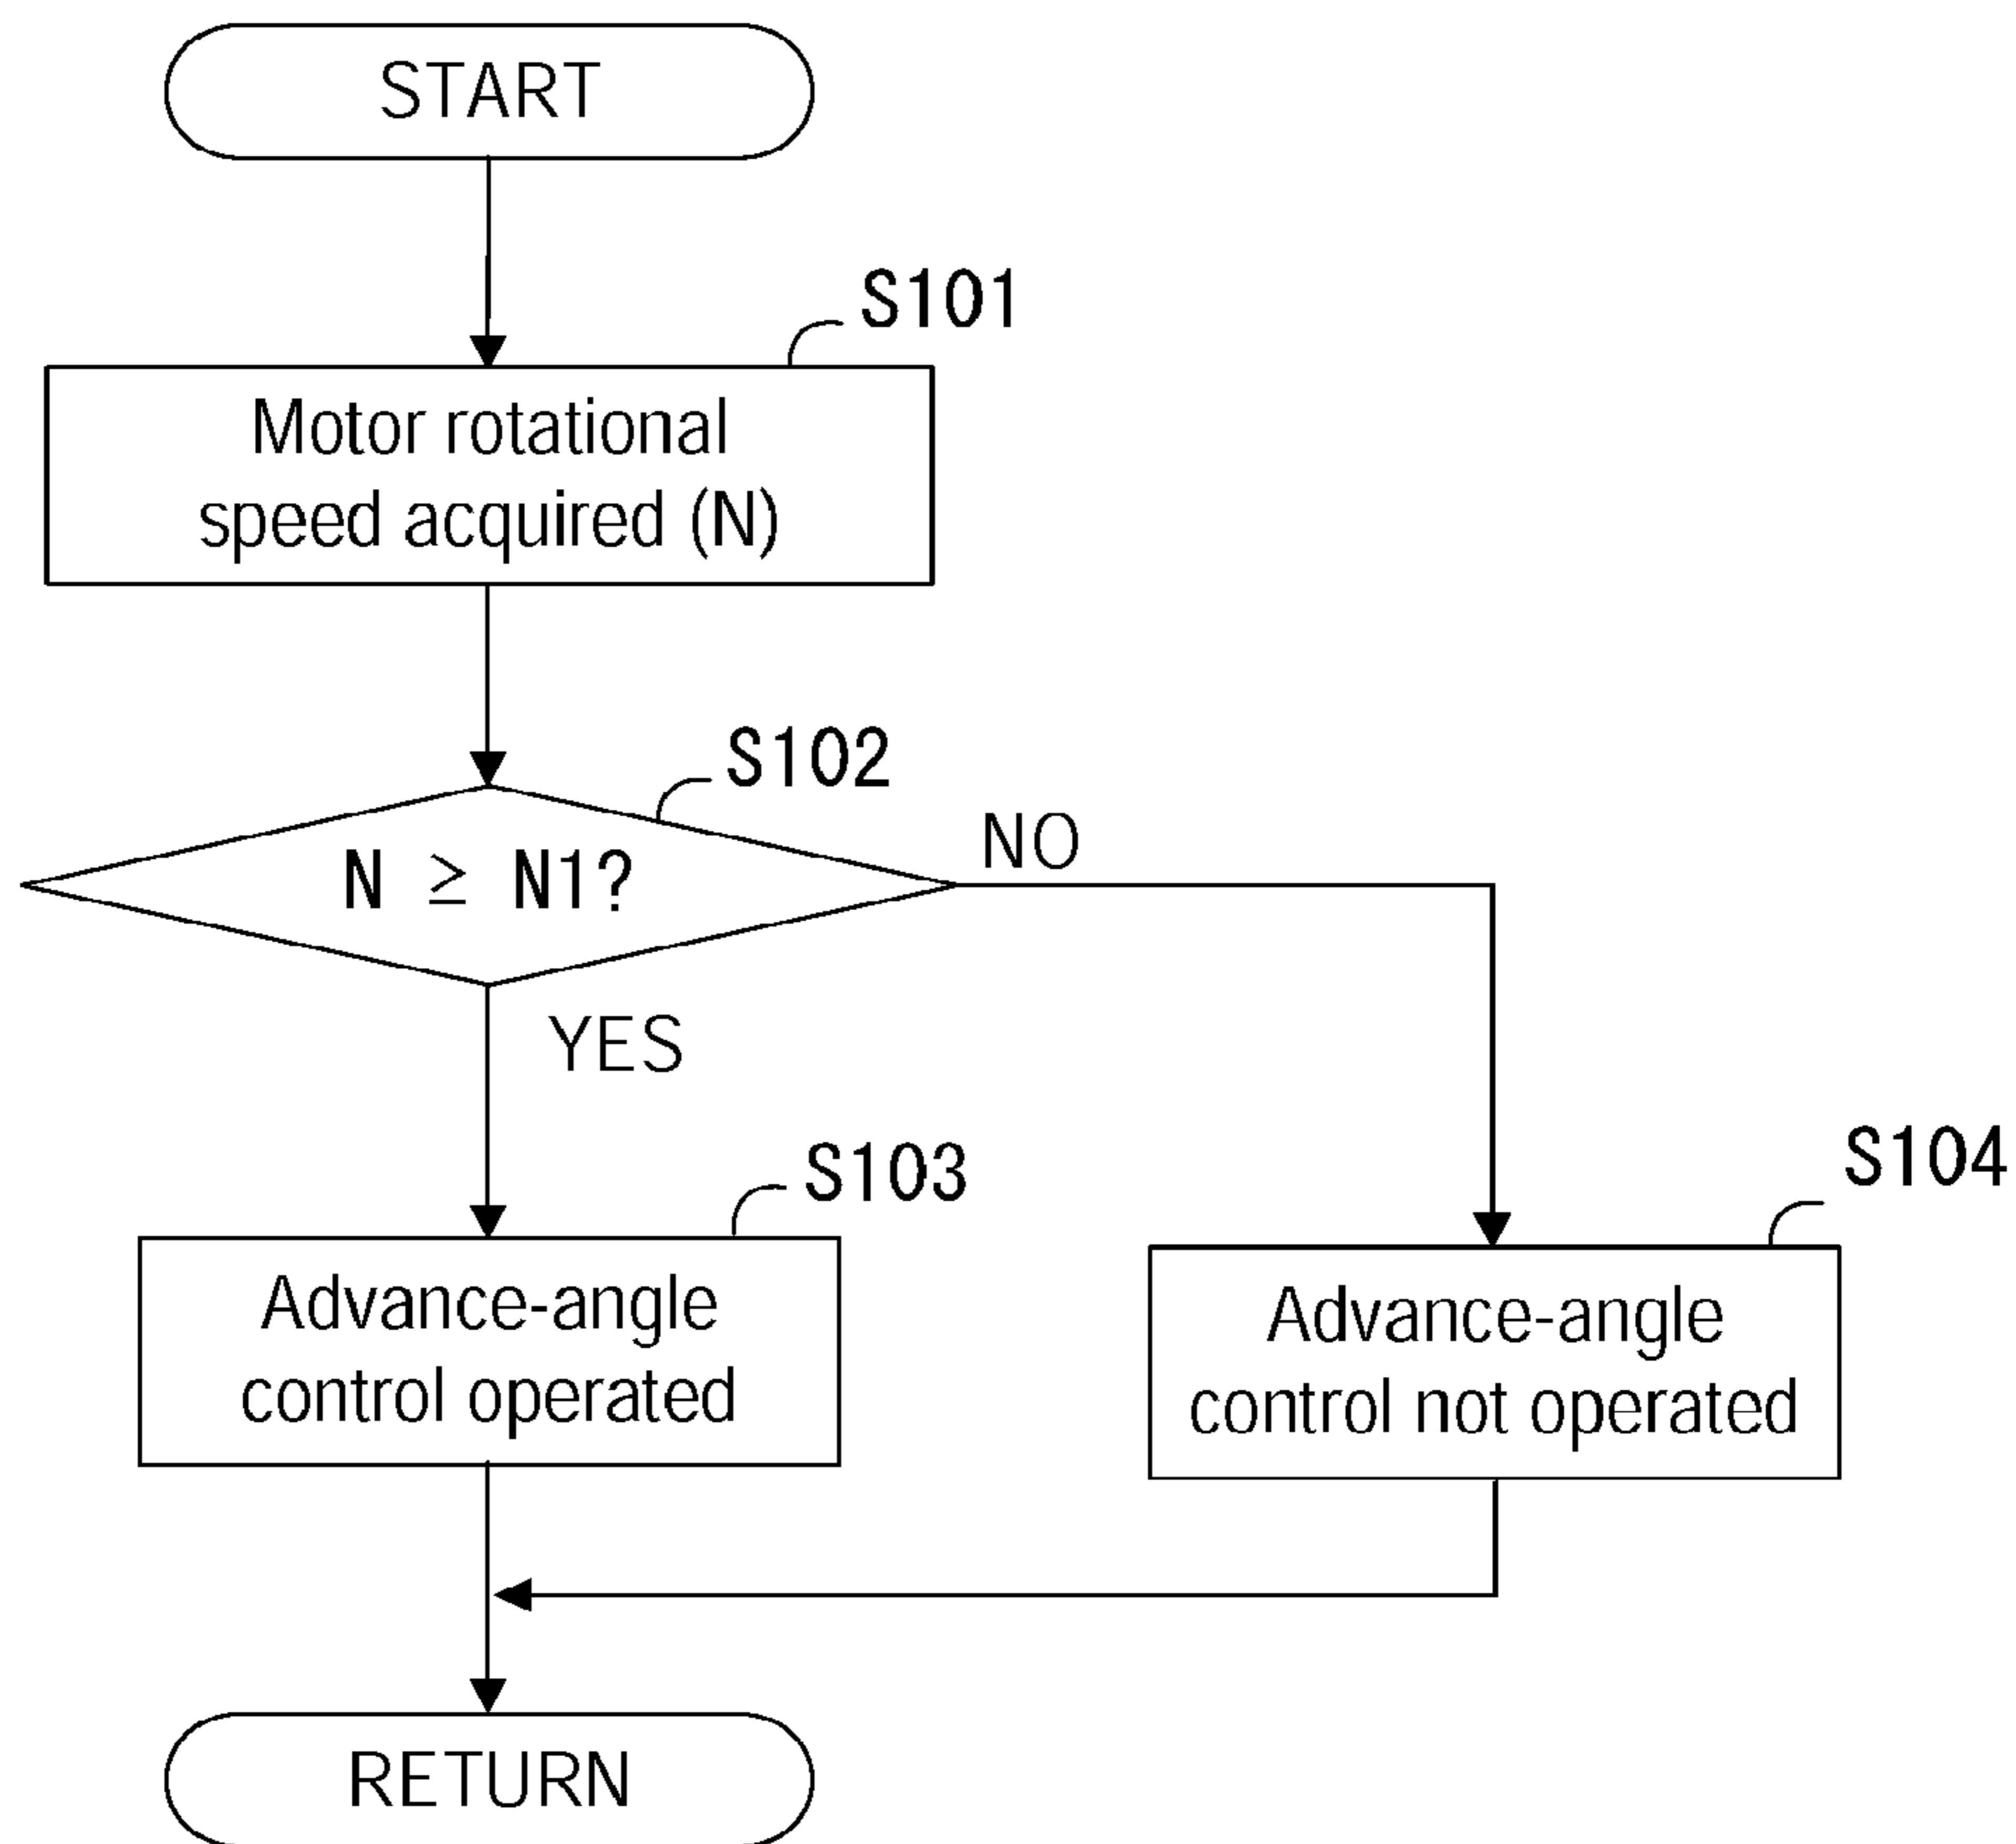 START
S101
Motor rotational
speed acquired (N)
S102
N ≥ N1?
NO
YES
S103
Advance-angle
control operated
S104
Advance-angle
control not operated
RETURN